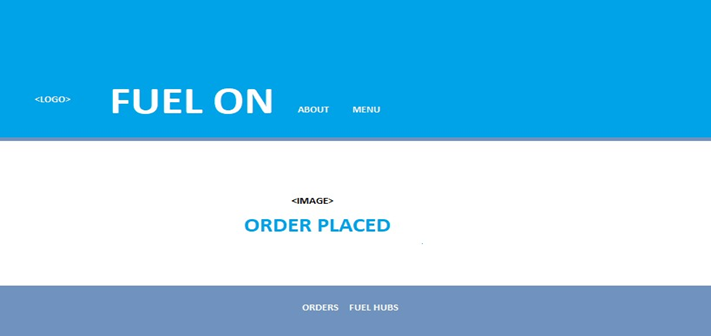 <LOGO> FUEL ON ABOUT MENU
<IMAGE>
ORDER PLACED
ORDERS FUEL HUBS